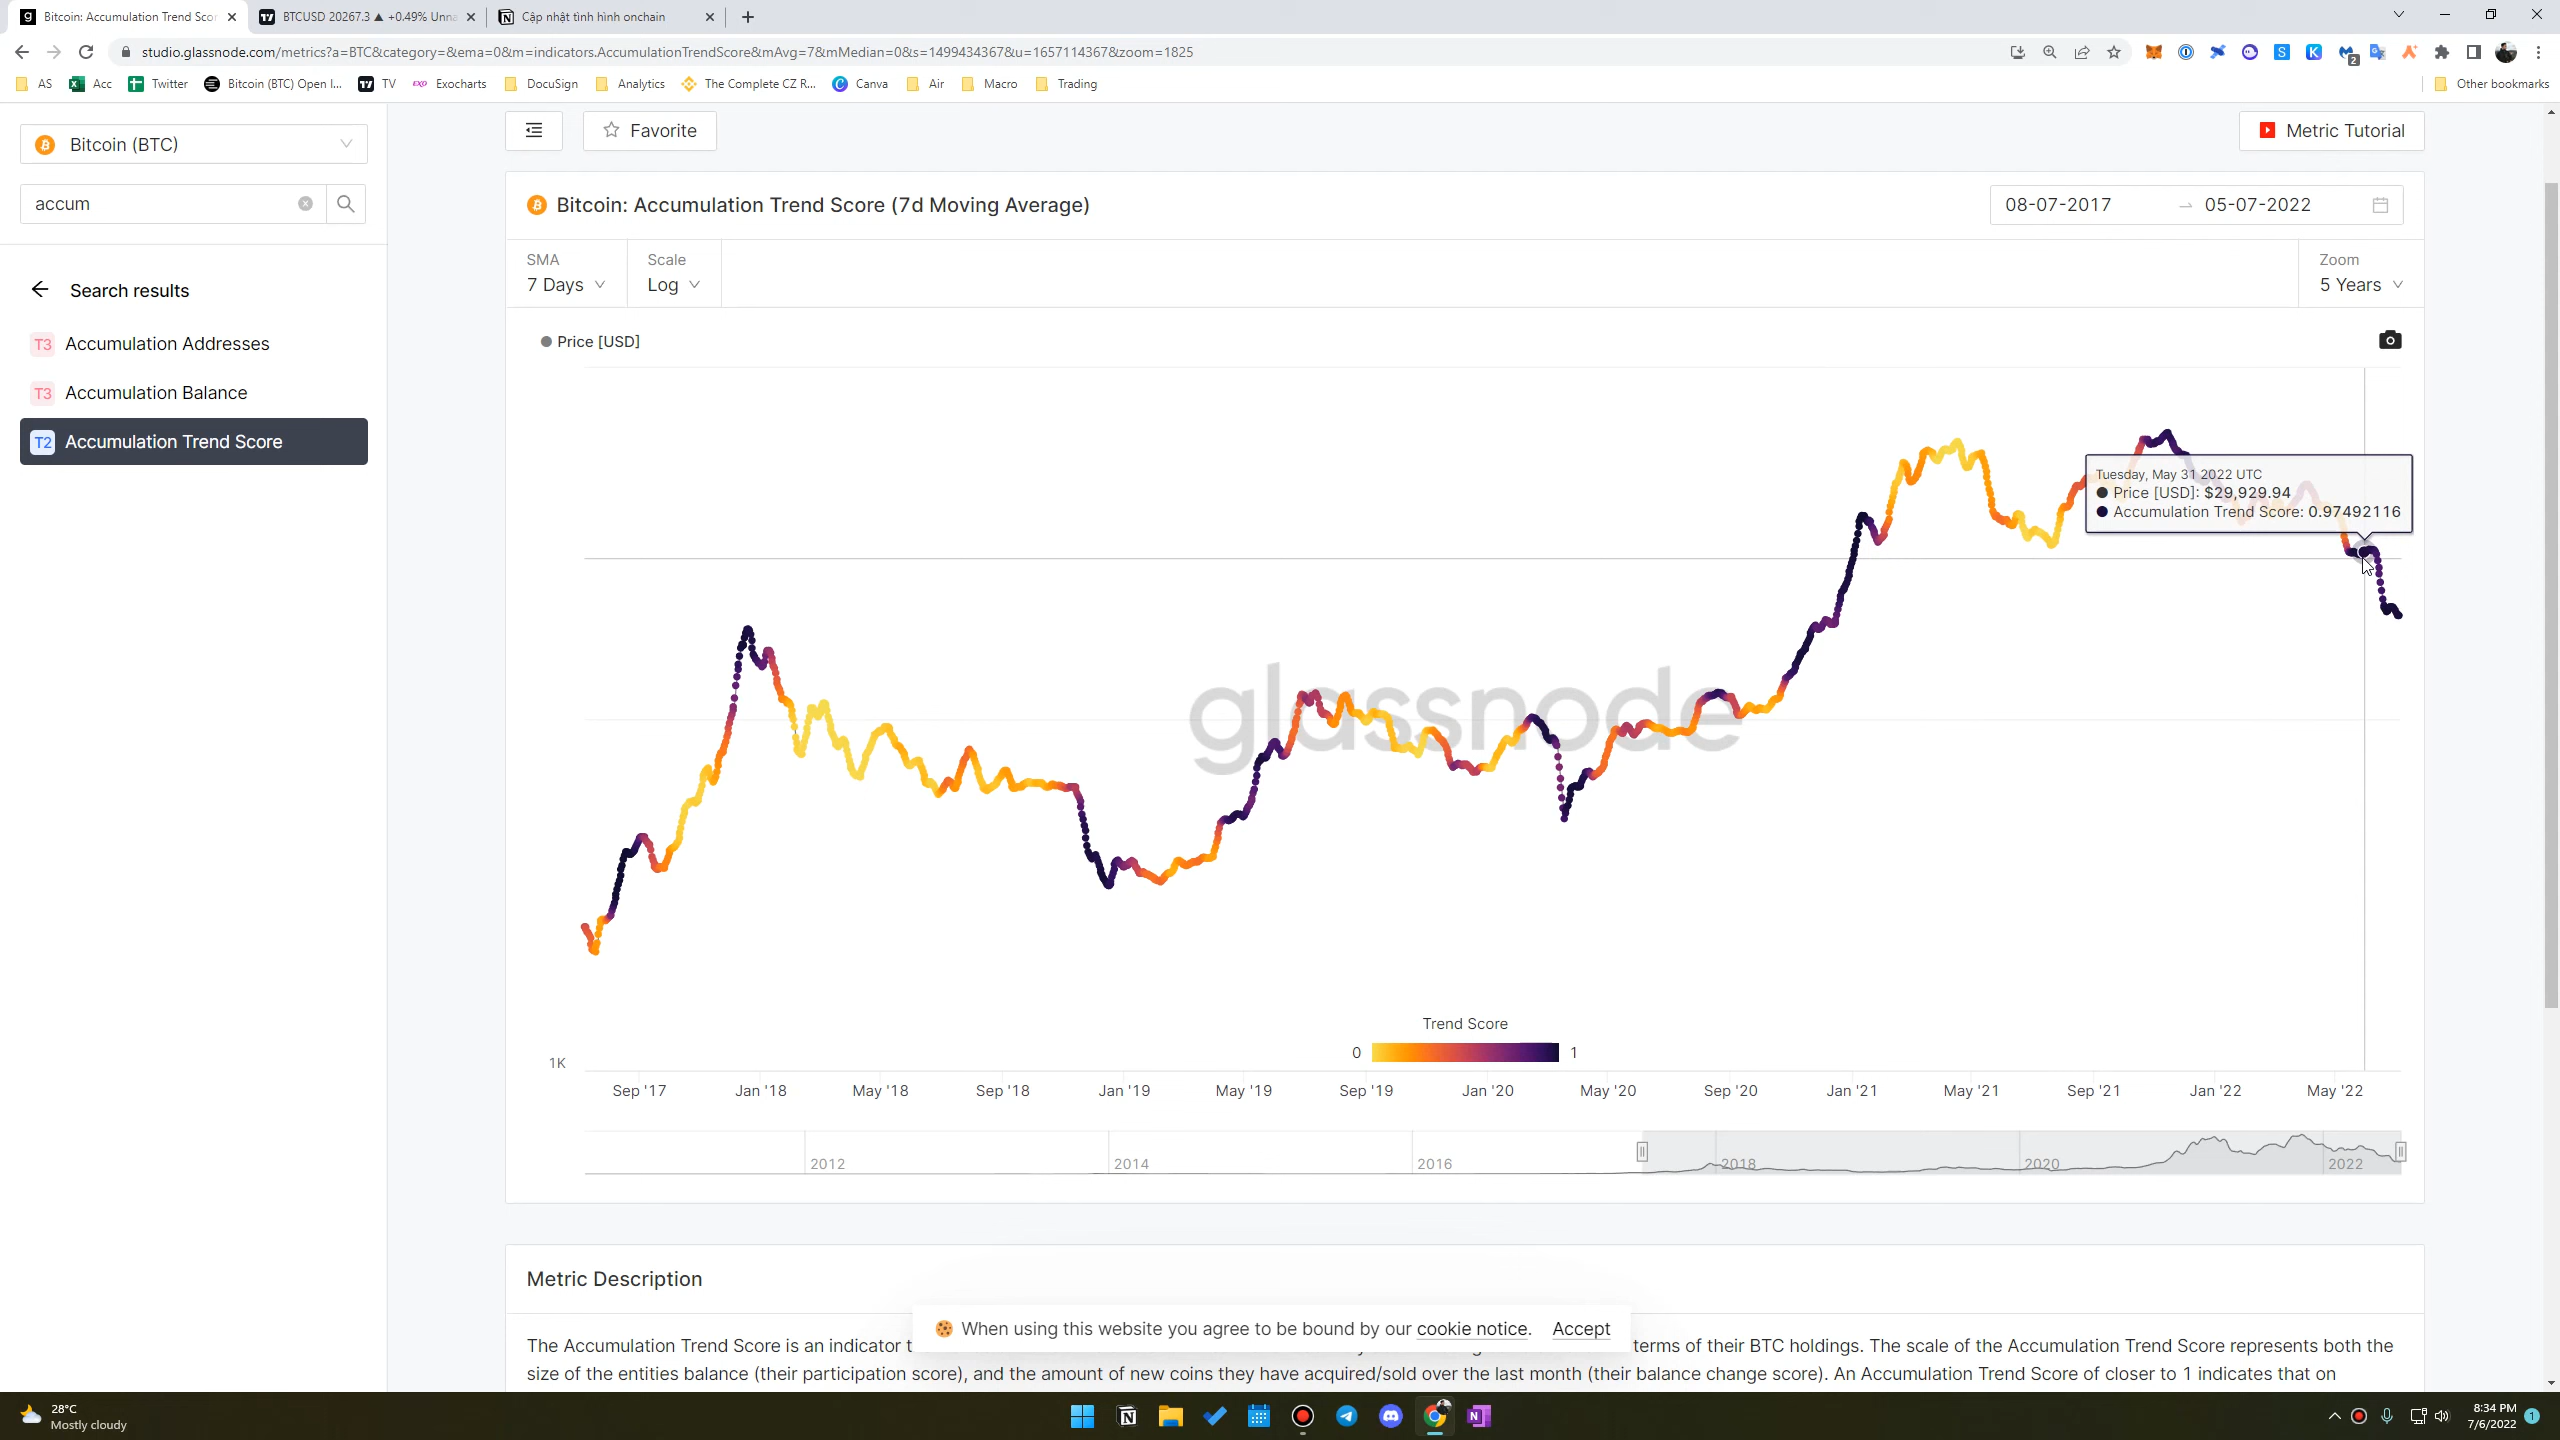 Bitcoin: Accumulation Trend Scor
BTCUSD 20267.3 ▲ +0.49% Unna
Cập nhật tình hình onchain
studio.glassnode.com/metrics?a=BTC&category=&ema=0&m=indicators.AccumulationTrendScore&mAvg=7&mMedian=0&s=1499434367&u=1657114367&zoom=1825
AS
Acc
Twitter
Bitcoin (BTC) Open I...
TV
Exocharts
DocuSign
Analytics
The Complete CZ R...
Canva
Air
Macro
Trading
Other bookmarks
Bitcoin (BTC)
accum
Search results
T3 Accumulation Addresses
T3 Accumulation Balance
T2 Accumulation Trend Score
Favorite
Metric Tutorial
Bitcoin: Accumulation Trend Score (7d Moving Average)
08-07-2017 → 05-07-2022
SMA
7 Days
Scale
Log
Zoom
5 Years
Price [USD]
Tuesday, May 31 2022 UTC
Price [USD]: $29,929.94
Accumulation Trend Score: 0.97492116
glassnode
Trend Score
0 1
1K
Sep '17 Jan '18 May '18 Sep '18 Jan '19 May '19 Sep '19 Jan '20 May '20 Sep '20 Jan '21 May '21 Sep '21 Jan '22 May '22
2012 2014 2016 2018 2020 2022
Metric Description
When using this website you agree to be bound by our cookie notice. Accept
The Accumulation Trend Score is an indicator t
terms of their BTC holdings. The scale of the Accumulation Trend Score represents both the
size of the entities balance (their participation score), and the amount of new coins they have acquired/sold over the last month (their balance change score). An Accumulation Trend Score of closer to 1 indicates that on
28°C
Mostly cloudy
8:34 PM
7/6/2022
1